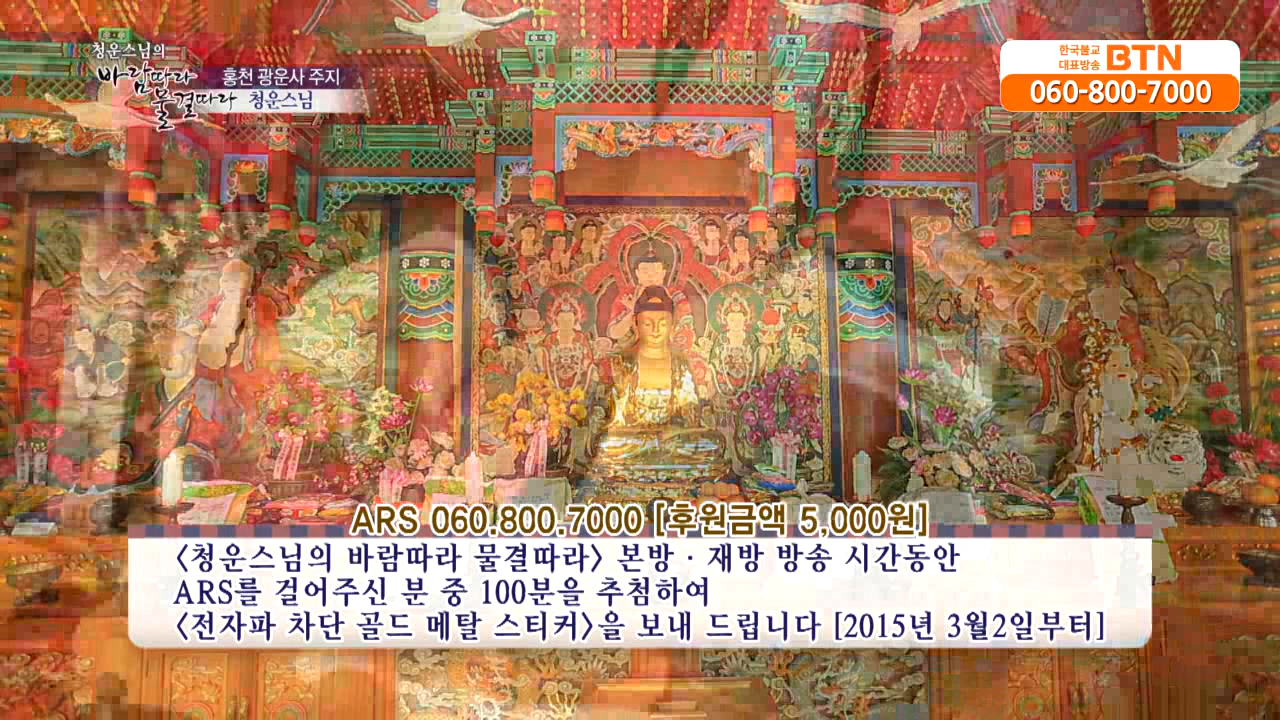 청운스님의
바람따라
물결따라
홍천 광운사 주지
청운스님
한국불교
대표방송 BTN
060-800-7000
ARS 060.800.7000 [후원금액 5,000원]
<청운스님의 바람따라 물결따라> 본방 · 재방 방송 시간동안
ARS를 걸어주신 분 중 100분을 추첨하여
<전자파 차단 골드 메탈 스티커>을 보내 드립니다 [2015년 3월2일부터]